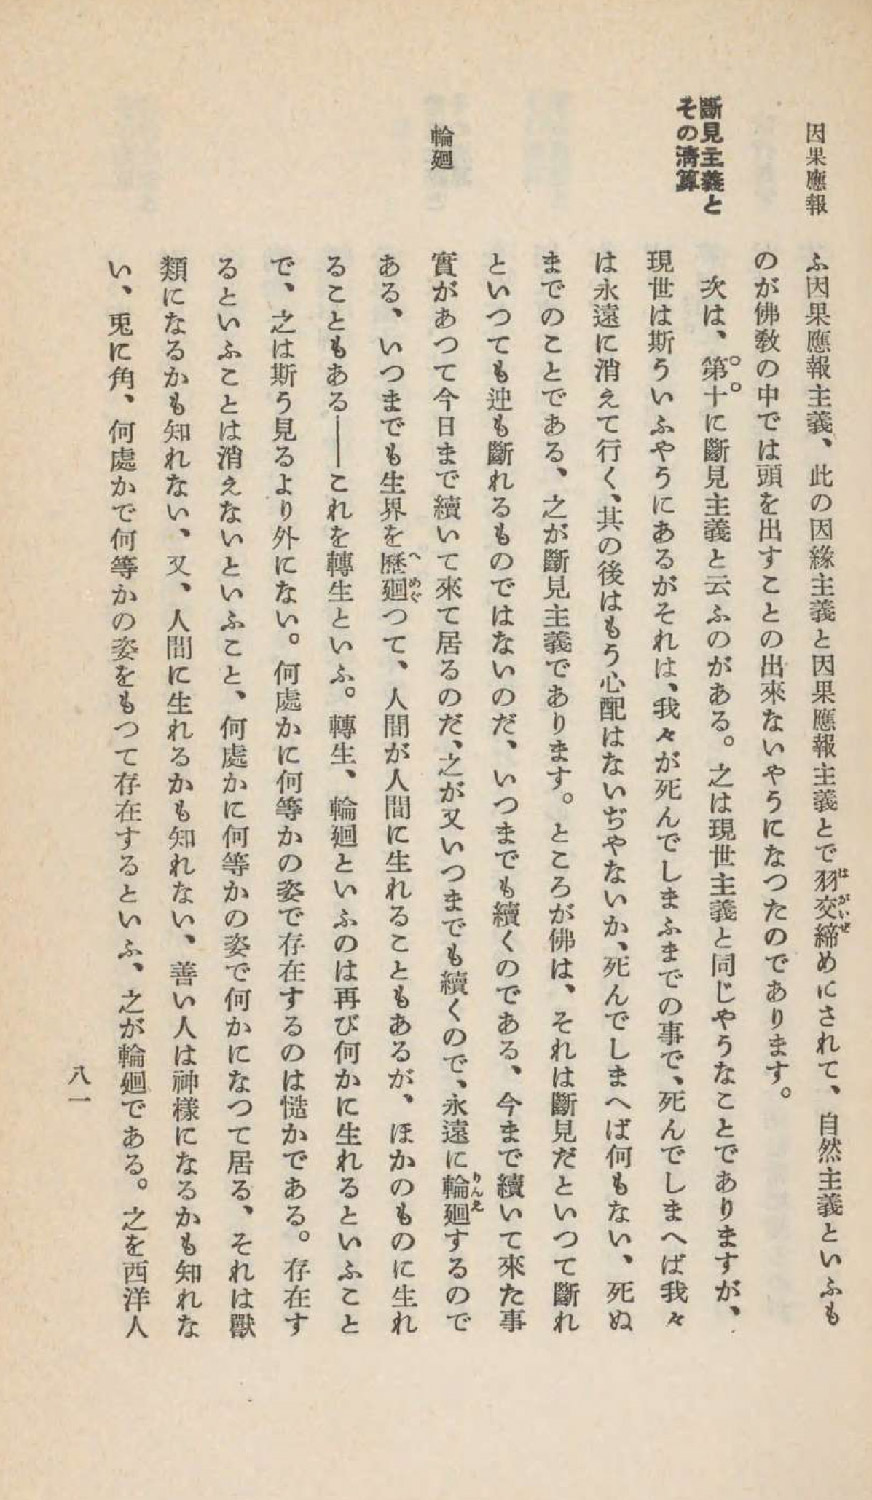 因果應報
ふ因果應報主義、此の因緣主義と因果應報主義とで羽交締めにされて、自然主義といふも
はがいぜ
のが佛敎の中では頭を出すことの出來ないやうになつたのであります。
斷見主義と
その淸算
次は、第十に斷見主義と云ふのがある。之は現世主義と同じやうなことでありますが、
現世は斯ういふやうにあるがそれは、我々が死んでしまふまでの事で、死んでしまへば我々
は永遠に消えて行く、其の後はもう心配はないぢやないか、死んでしまへば何もない、死ぬ
までのことである、之が斷見主義であります。ところが佛は、それは斷見だといつて斷れ
といつても迚も斷れるものではないのだ、いつまでも續くのである、今まで續いて來た事
輪廻
實があつて今日まで續いて來て居るのだ、之が又いつまでも續くので、永遠に輪廻するので
りんゑ
ある、いつまでも生界を歷廻つて、人間が人間に生れることもあるが、ほかのものに生れ
へめぐ
ることもある——これを轉生といふ。轉生、輪廻といふのは再び何かに生れるといふこと
で、之は斯う見るより外にない。何處かに何等かの姿で存在するのは慥かである。存在す
るといふことは消えないといふこと、何處かに何等かの姿で何かになつて居る、それは獸
類になるかも知れない、又、人間に生れるかも知れない、善い人は神樣になるかも知れな
い、兎に角、何處かで何等かの姿をもつて存在するといふ、之が輪廻である。之を西洋人
八一